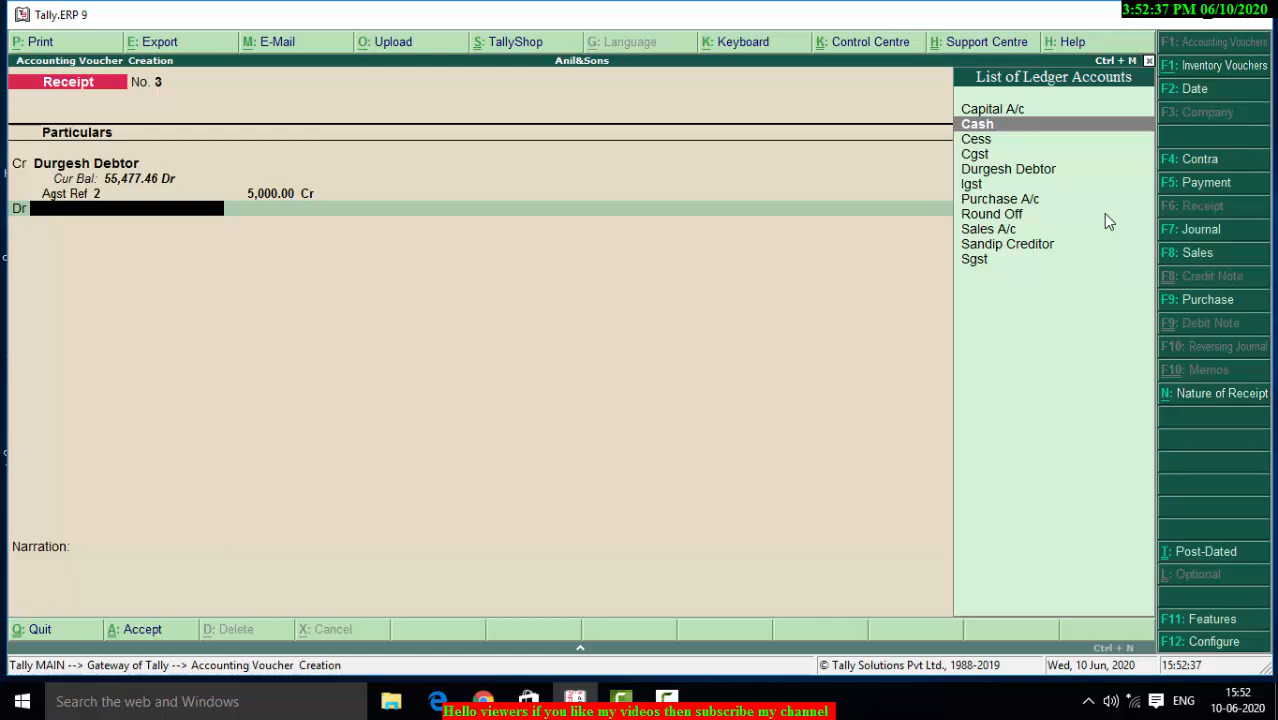 Tally.ERP 9
3:52:37 PM 06/10/2020
P: Print
E: Export
M: E-Mail
O: Upload
S: TallyShop
G: Language
K: Keyboard
K: Control Centre
H: Support Centre
H: Help
F1: Accounting Vouchers
Accounting Voucher Creation
Anil&Sons
Ctrl + M
F1: Inventory Vouchers
Receipt No. 3
List of Ledger Accounts
F2: Date
F3: Company
Particulars
Capital A/c
Cash
Cess
Cgst
Durgesh Debtor
Igst
Purchase A/c
Round Off
Sales A/c
Sandip Creditor
Sgst
Cr Durgesh Debtor
Cur Bal: 55,477.46 Dr
Agst Ref 2 5,000.00 Cr
Dr
F4: Contra
F5: Payment
F6: Receipt
F7: Journal
F8: Sales
F8: Credit Note
F9: Purchase
F9: Debit Note
F10: Reversing Journal
F10: Memos
N: Nature of Receipt
Narration:
T: Post-Dated
L: Optional
F11: Features
F12: Configure
Q: Quit
A: Accept
D: Delete
X: Cancel
Ctrl + N
Tally MAIN --> Gateway of Tally --> Accounting Voucher Creation
© Tally Solutions Pvt Ltd., 1988-2019
Wed, 10 Jun, 2020
15:52:37
Search the web and Windows
ENG
15:52
10-06-2020
Hello viewers if you like my videos then subscribe my channel